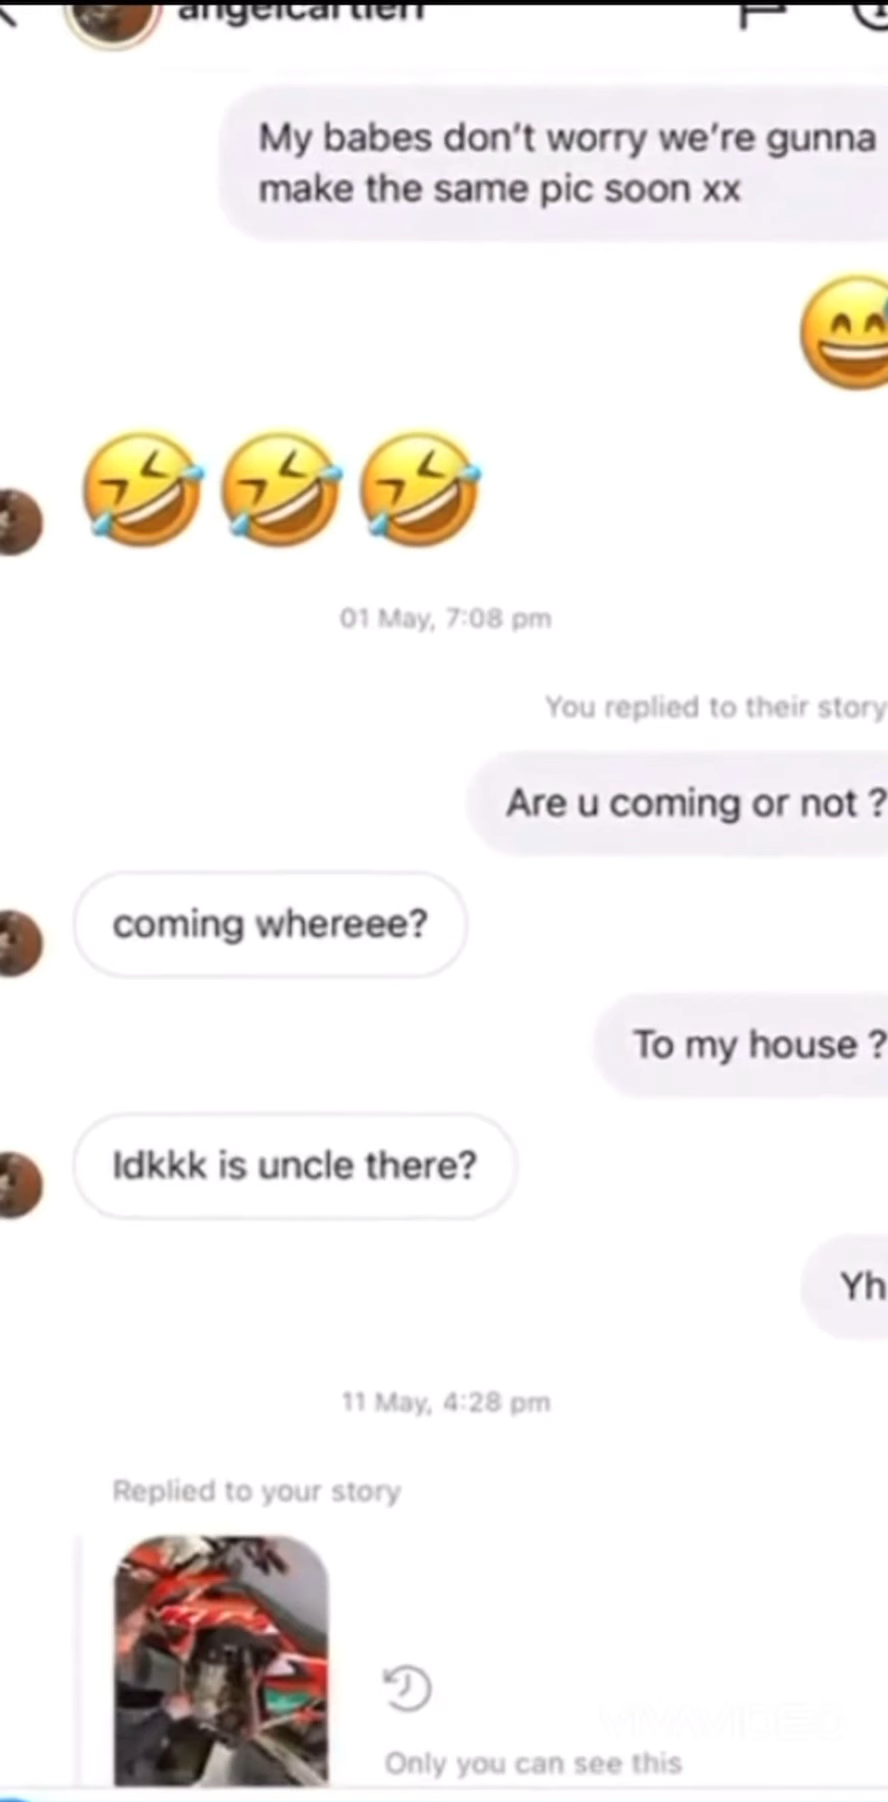 angelcartierr
My babes don't worry we're gunna
make the same pic soon xx
01 May, 7:08 pm
You replied to their story
Are u coming or not ?
coming whereee?
To my house ?
Idkkk is uncle there?
Yh
11 May, 4:28 pm
Replied to your story
Only you can see this
VIVAVIDEO